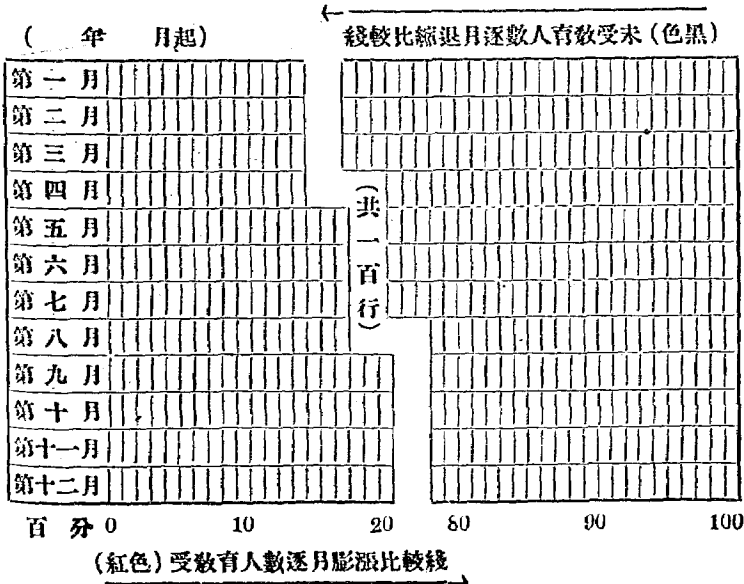 (黑色)未受教育人數逐月退縮比較綫
(　年　月起)
第一月
第二月
第三月
第四月
第五月
第六月
第七月
第八月
第九月
第十月
第十一月
第十二月
(共一百行)
百分 0 10 20 80 90 100
(紅色)受教育人數逐月膨漲比較綫